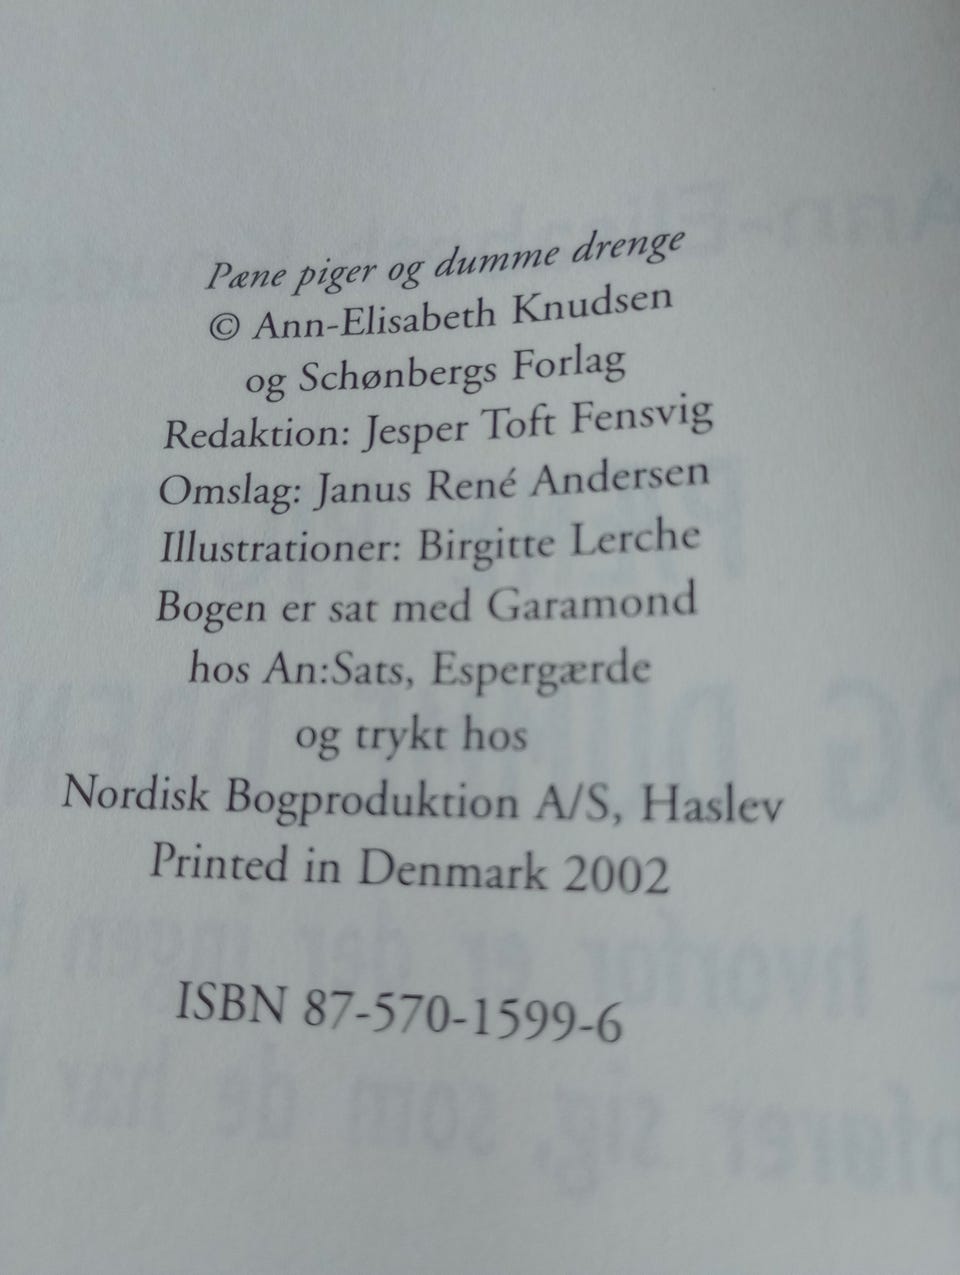 Pæne piger og dumme drenge
© Ann-Elisabeth Knudsen
og Schønbergs Forlag
Redaktion: Jesper Toft Fensvig
Omslag: Janus René Andersen
Illustrationer: Birgitte Lerche
Bogen er sat med Garamond
hos An:Sats, Espergærde
og trykt hos
Nordisk Bogproduktion A/S, Haslev
Printed in Denmark 2002
ISBN 87-570-1599-6